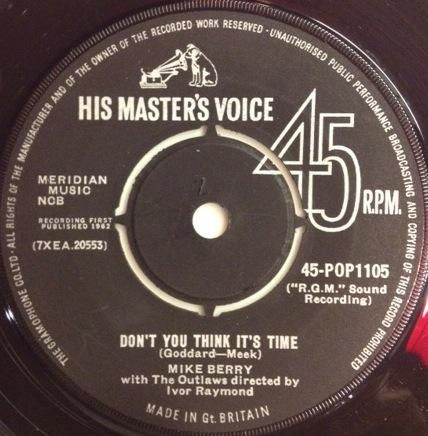 THE GRAMOPHONE CO. LTD · ALL RIGHTS OF THE MANUFACTURER AND OF THE OWNER OF THE RECORDED WORK RESERVED · UNAUTHORISED PUBLIC PERFORMANCE BROADCASTING AND COPYING OF THIS RECORD PROHIBITED
HIS MASTER'S VOICE
45 R.P.M.
MERIDIAN
MUSIC
NCB
RECORDING FIRST
PUBLISHED 1962
(7XEA.20553)
45-POP1105
("R.G.M." Sound
Recording)
DON'T YOU THINK IT'S TIME
(Goddard—Meek)
MIKE BERRY
with The Outlaws directed by
Ivor Raymond
MADE IN Gt. BRITAIN